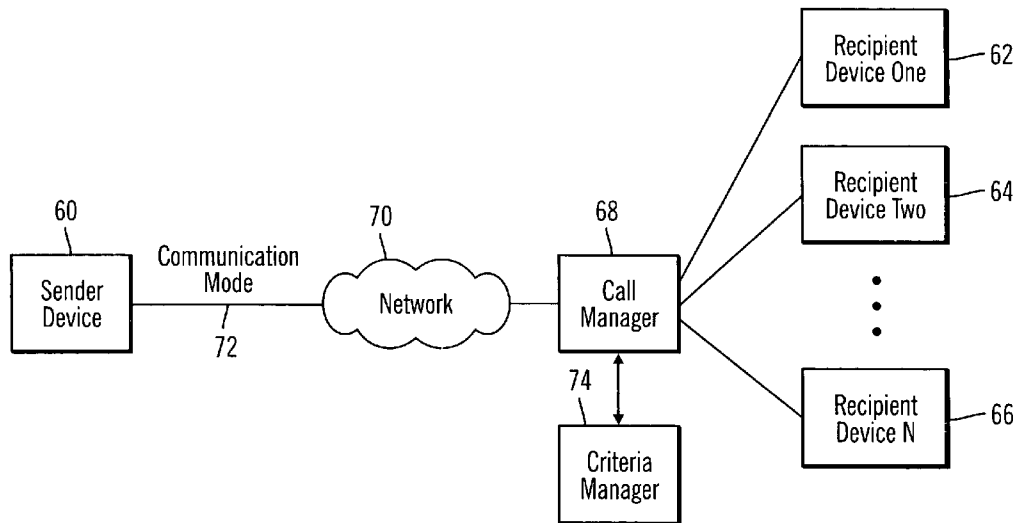 Recipient
Device One
62
Recipient
Device Two
64
60
70
68
Communication
Mode
Sender
Device
Network
Call
Manager
72
74
Recipient
Device N
66
Criteria
Manager